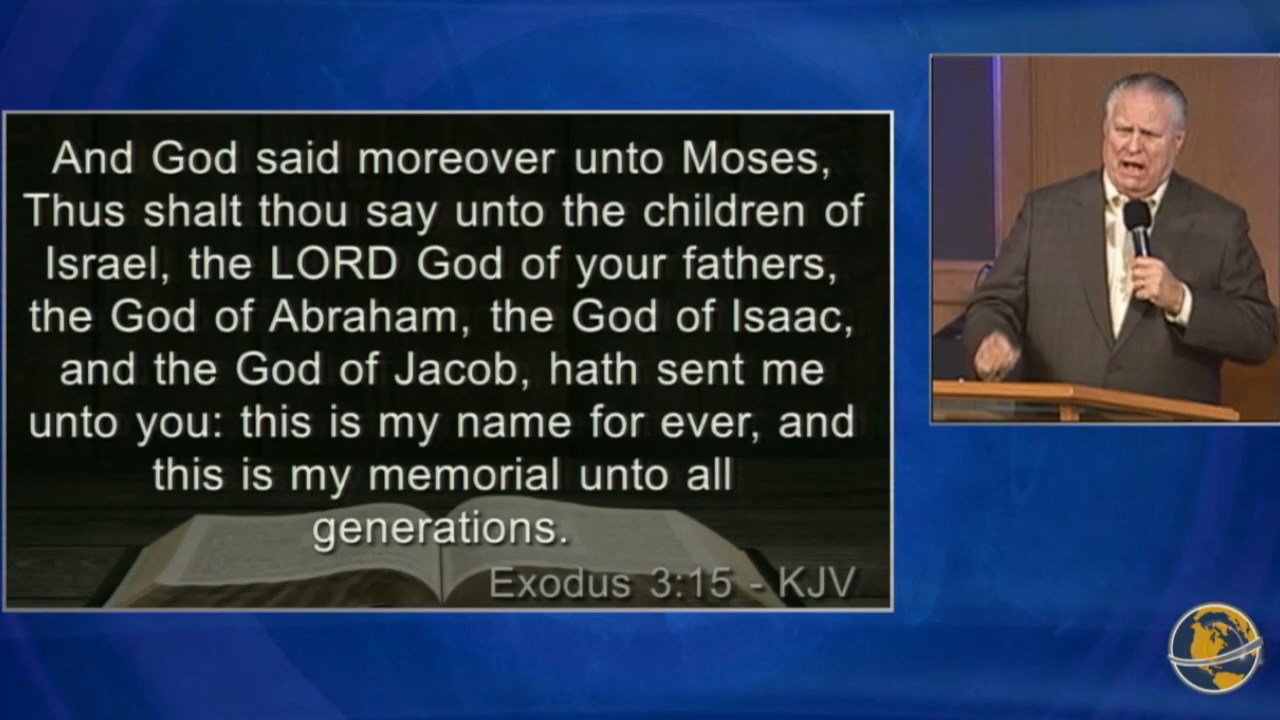 And God said moreover unto Moses,
Thus shalt thou say unto the children of
Israel, the LORD God of your fathers,
the God of Abraham, the God of Isaac,
and the God of Jacob, hath sent me
unto you: this is my name for ever, and
this is my memorial unto all
generations.
Exodus 3:15 - KJV